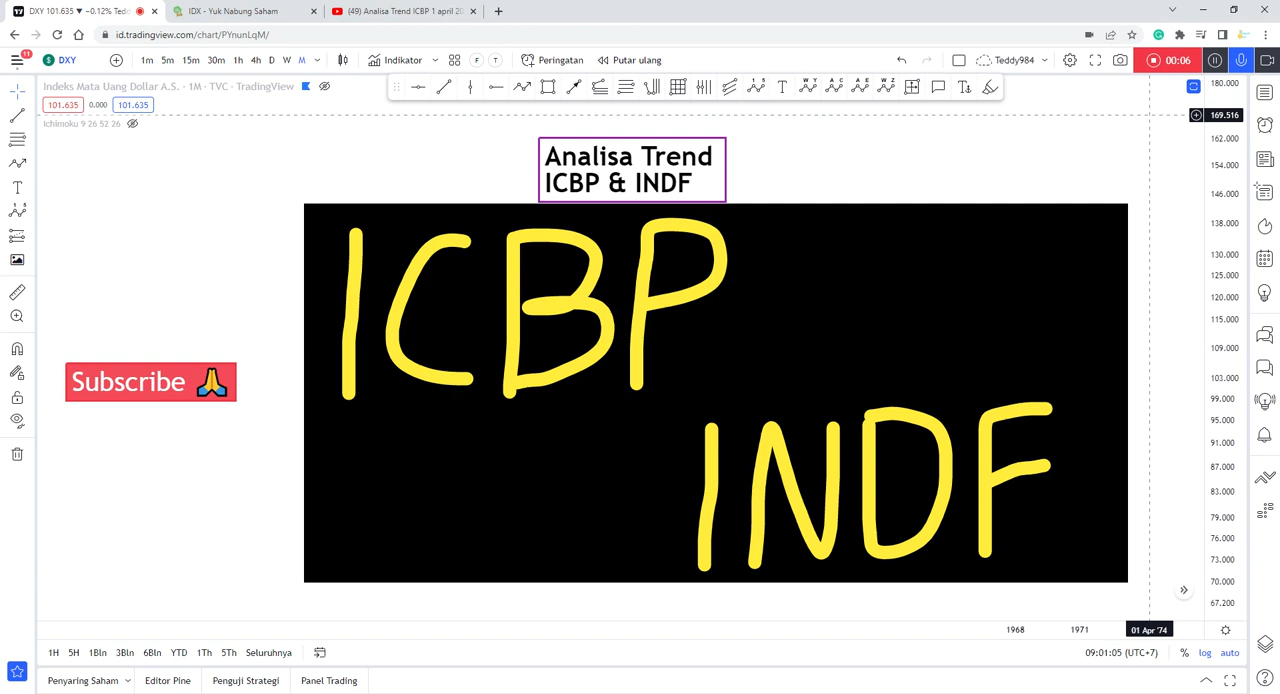 DXY 101.635 ▼ −0.12% Tedd
IDX - Yuk Nabung Saham
(49) Analisa Trend ICBP 1 april 20
id.tradingview.com/chart/PYnunLqM/
11
DXY
1m 5m 15m 30m 1h 4h D W M
Indikator
F T
Peringatan
Putar ulang
Teddy984
00:06
Indeks Mata Uang Dollar A.S. · 1M · TVC · TradingView
101.635 0.000 101.635
Ichimoku 9 26 52 26
Analisa Trend
ICBP & INDF
ICBP
INDF
Subscribe 🙏
180.000
169.516
162.000
154.000
146.000
138.000
130.000
125.000
120.000
115.000
109.000
103.000
99.000
95.000
91.000
87.000
83.000
79.000
76.000
73.000
70.000
67.200
1968 1971 01 Apr '74
1H 5H 1Bln 3Bln 6Bln YTD 1Th 5Th Seluruhnya
09:01:05 (UTC+7) % log auto
Penyaring Saham Editor Pine Penguji Strategi Panel Trading